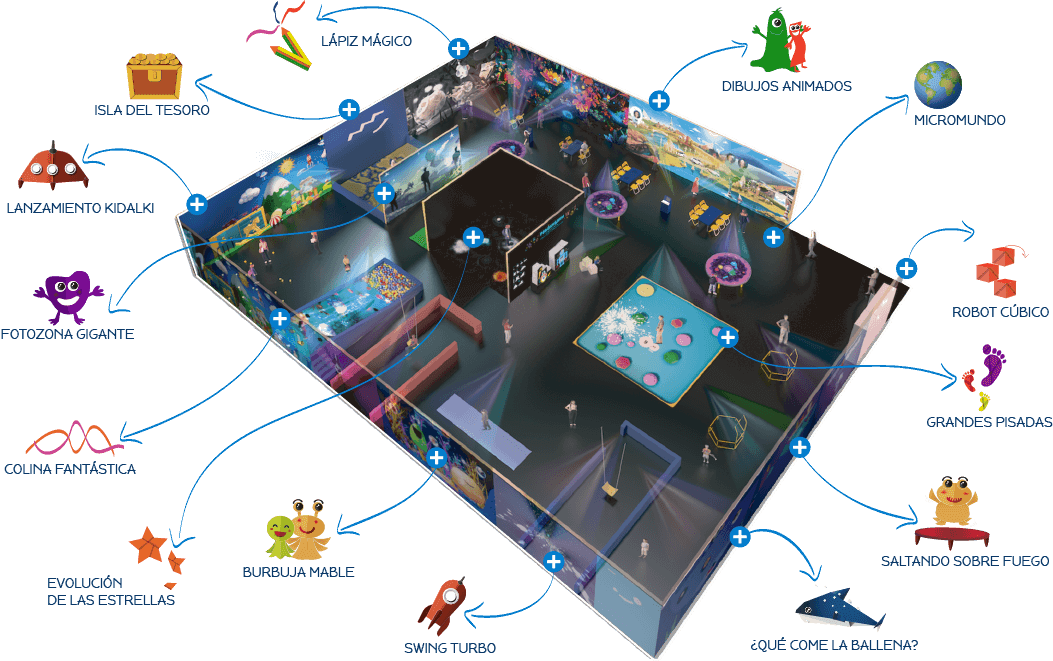 LÁPIZ MÁGICO
DIBUJOS ANIMADOS
ISLA DEL TESORO
MICROMUNDO
LANZAMIENTO KIDALKI
ROBOT CÚBICO
FOTOZONA GIGANTE
GRANDES PISADAS
COLINA FANTÁSTICA
SALTANDO SOBRE FUEGO
BURBUJA MABLE
EVOLUCIÓN
DE LAS ESTRELLAS
SWING TURBO
¿QUÉ COME LA BALLENA?